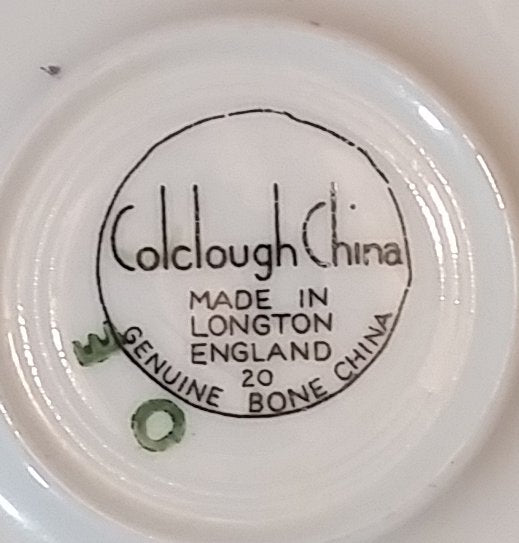 Colclough China
MADE IN
LONGTON
ENGLAND
20
GENUINE BONE CHINA
E
O